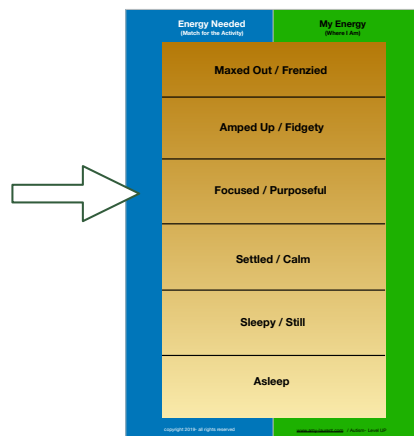 Energy Needed
(Match for the Activity)
My Energy
(Where I Am)
Maxed Out / Frenzied
Amped Up / Fidgety
Focused / Purposeful
Settled / Calm
Sleepy / Still
Asleep
copyright 2019- all rights reserved
/ Autism- Level UP